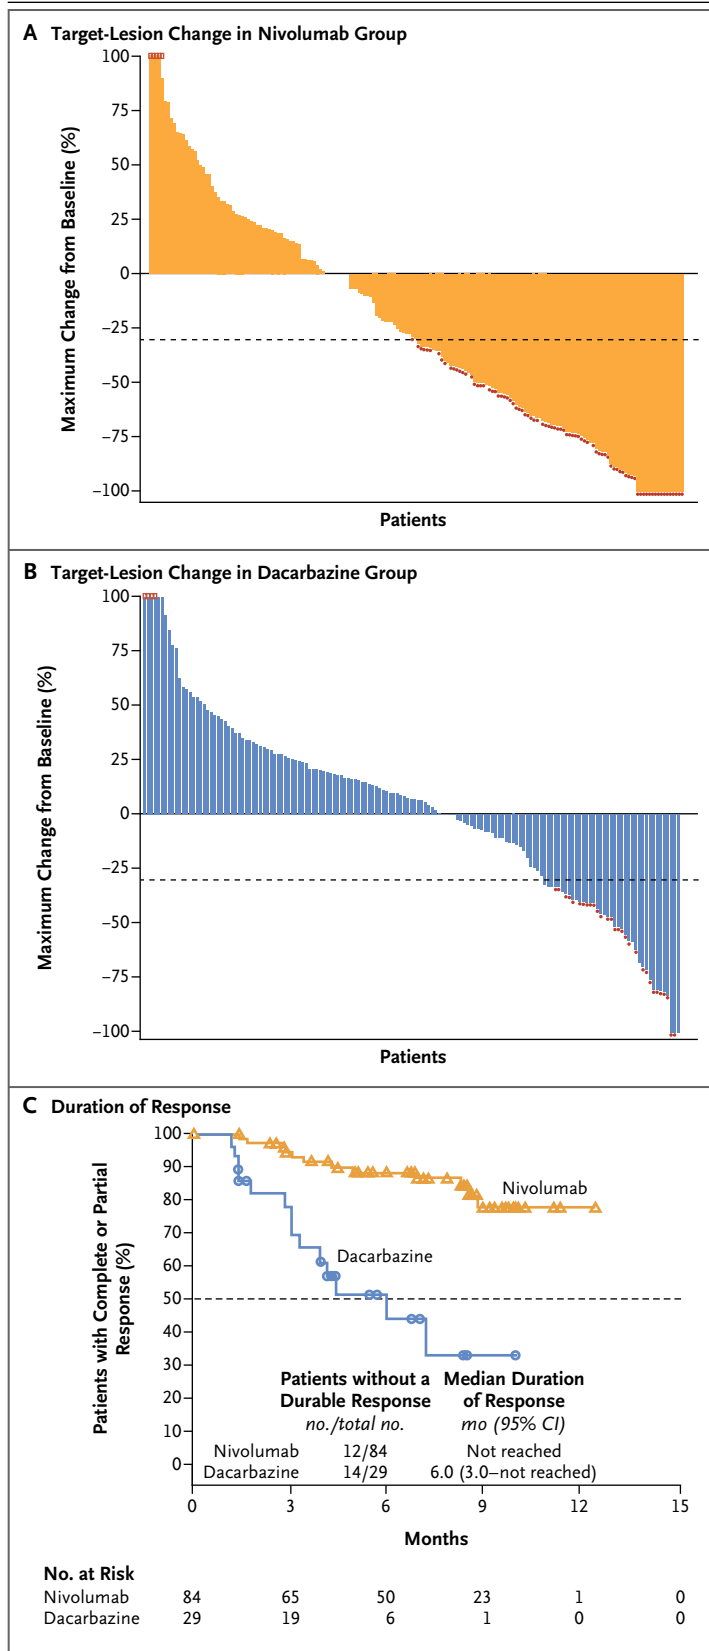 A Target-Lesion Change in Nivolumab Group
Maximum Change from Baseline (%)
100
75
50
25
0
−25
−50
−75
−100
Patients
B Target-Lesion Change in Dacarbazine Group
Maximum Change from Baseline (%)
100
75
50
25
0
−25
−50
−75
−100
Patients
C Duration of Response
Patients with Complete or Partial
Response (%)
100
90
80
70
60
50
40
30
20
10
0
Nivolumab
Dacarbazine
Patients without a Median Duration
Durable Response of Response
no./total no. mo (95% CI)
Nivolumab 12/84 Not reached
Dacarbazine 14/29 6.0 (3.0–not reached)
0 3 6 9 12 15
Months
No. at Risk
Nivolumab 84 65 50 23 1 0
Dacarbazine 29 19 6 1 0 0